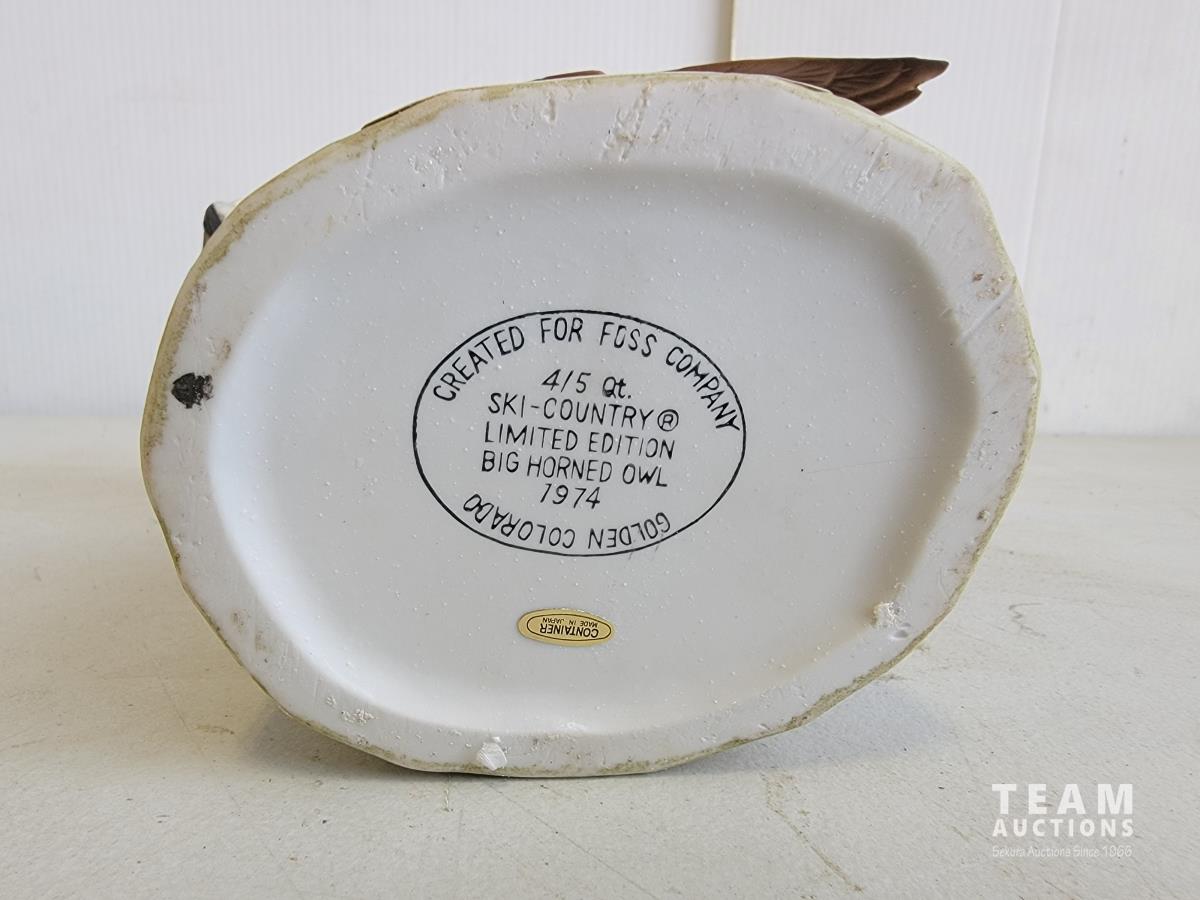 CREATED FOR FOSS COMPANY
4/5 Qt.
SKI-COUNTRY®
LIMITED EDITION
BIG HORNED OWL
1974
GOLDEN COLORADO
CONTAINER
MADE IN JAPAN
TEAM
AUCTIONS
Sekura Auctions Since 1966